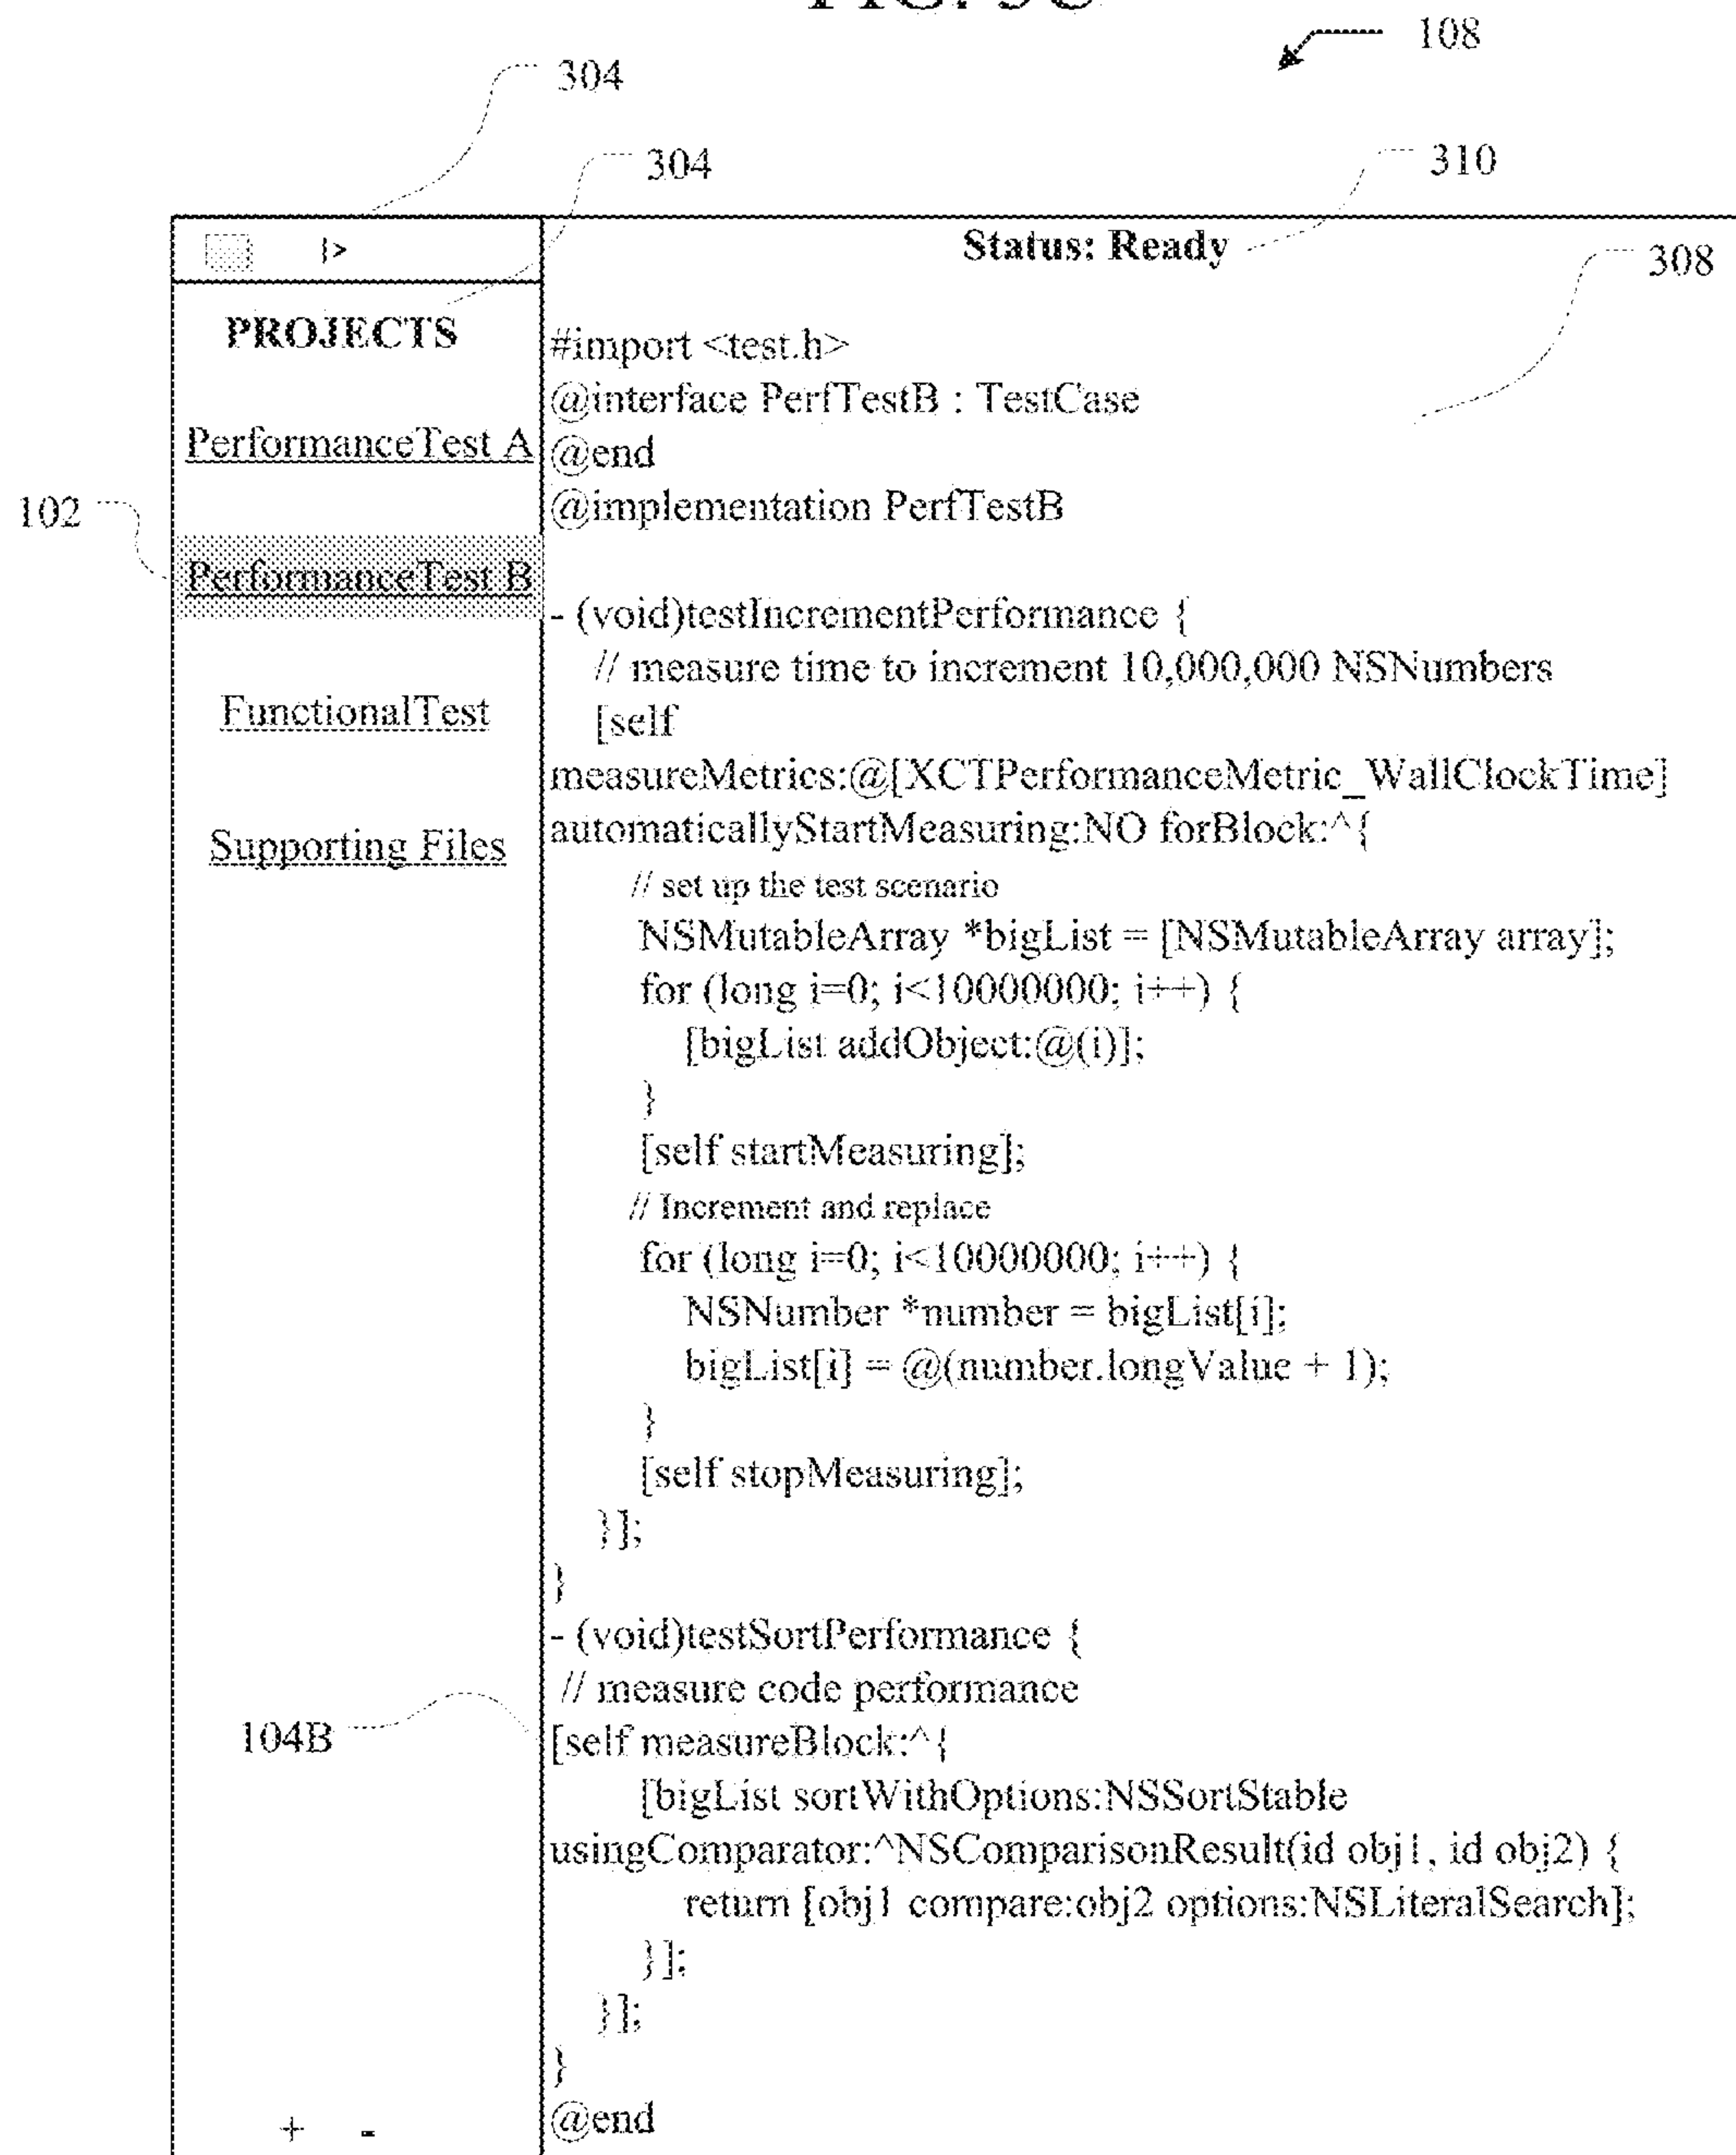 108
304
304
310
|>
Status: Ready
308
PROJECTS
#import <test.h>
@interface PerfTestB : TestCase
PerformanceTest A
@end
102
@implementation PerfTestB
PerformanceTest B
- (void)testIncrementPerformance {
// measure time to increment 10,000,000 NSNumbers
FunctionalTest
[self
measureMetrics:@[XCTPerformanceMetric_WallClockTime]
automaticallyStartMeasuring:NO forBlock:^{
Supporting Files
// set up the test scenario
NSMutableArray *bigList = [NSMutableArray array];
for (long i=0; i<10000000; i++) {
[bigList addObject:@(i)];
}
[self startMeasuring];
// Increment and replace
for (long i=0; i<10000000; i++) {
NSNumber *number = bigList[i];
bigList[i] = @(number.longValue + 1);
}
[self stopMeasuring];
}];
}
- (void)testSortPerformance {
// measure code performance
104B
[self measureBlock:^{
[bigList sortWithOptions:NSSortStable
usingComparator:^NSComparisonResult(id obj1, id obj2) {
return [obj1 compare:obj2 options:NSLiteralSearch];
}];
}];
}
@end
+ -